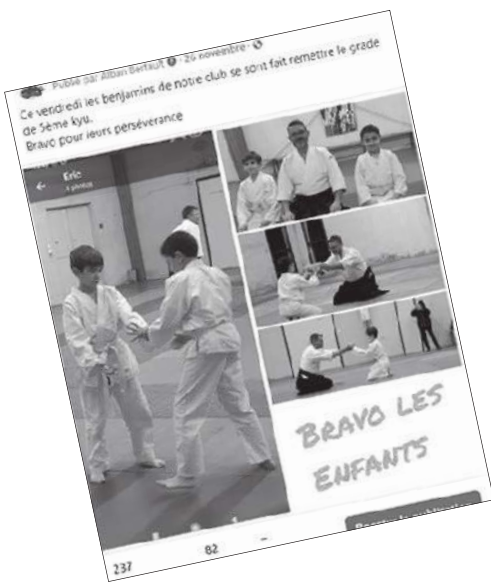 Publié par Alban Bertault · 26 novembre ·
Ce vendredi les benjamins de notre club se sont fait remettre le grade
de 5ème kyu.
Bravo pour leurs persévérance
Eric
BRAVO LES
ENFANTS
237
82